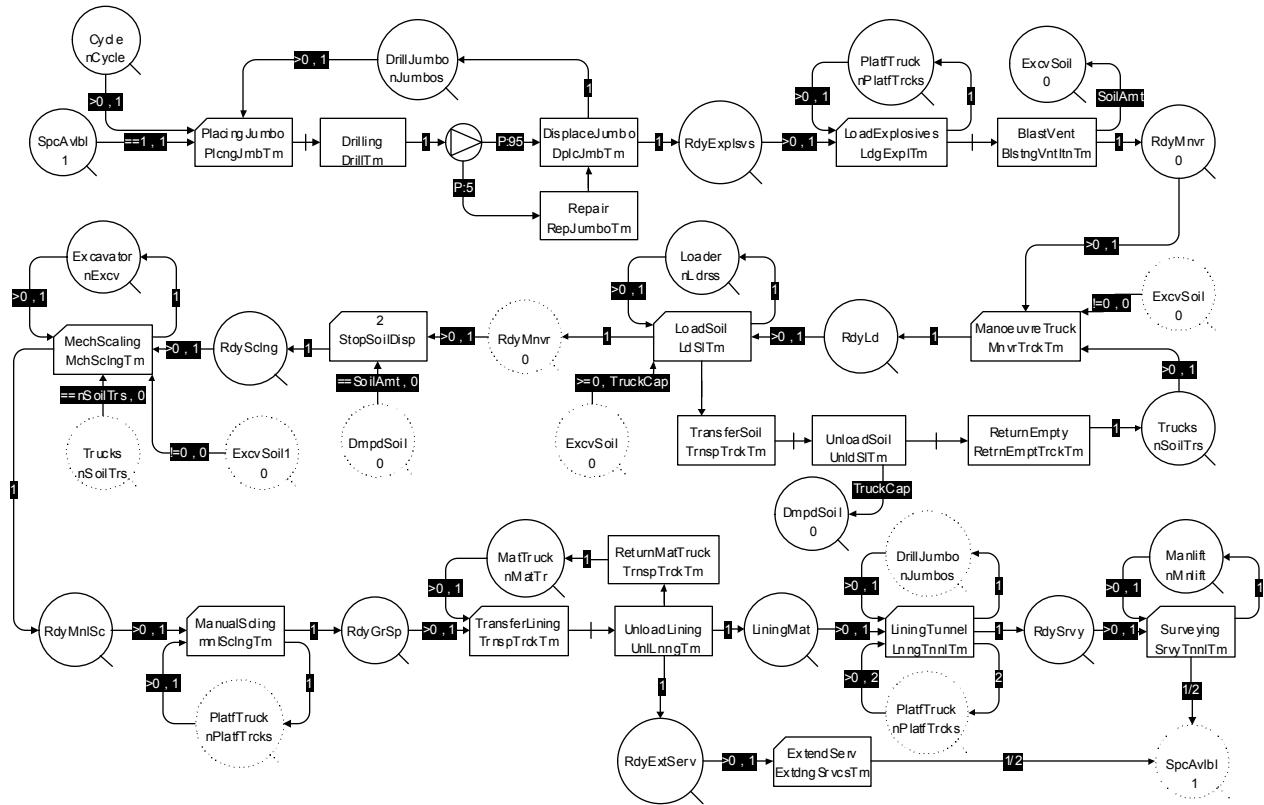 Cycle
nCycle
>0 , 1
SpcAvlbl
1
==1, 1
PlacingJumbo
PlcngJmbTm
>0 , 1
DrillJumbo
nJumbos
1
Drilling
DrillTm
1
P:95
P:5
DisplaceJumbo
DplcJmbTm
Repair
RepJumboTm
1
RdyExplsvs
>0 , 1
PlatfTruck
nPlatfTrcks
>0 , 1
1
LoadExplosives
LdgExplTm
ExcvSoil
0
SoilAmt
BlastVent
BlstngVntltnTm
1
RdyMnvr
0
>0 , 1
Excavator
nExcv
>0 , 1
1
MechScaling
MchSclngTm
>0 , 1
RdySclng
1
2
StopSoilDisp
>0 , 1
RdyMnvr
0
1
Loader
nLdrss
>0 , 1
1
LoadSoil
LdSlTm
>0 , 1
RdyLd
1
ManoeuvreTruck
MnvrTrckTm
!=0 , 0
ExcvSoil
0
>0 , 1
==nSoilTrs , 0
Trucks
nSoilTrs
!=0 , 0
ExcvSoil1
0
==SoilAmt , 0
DmpdSoil
0
>=0 , TruckCap
ExcvSoil
0
TransferSoil
TrnspTrckTm
UnloadSoil
UnldSlTm
ReturnEmpty
RetrnEmptTrckTm
1
Trucks
nSoilTrs
TruckCap
DmpdSoil
0
1
RdyMnlSc
>0 , 1
ManualScling
mnlSclngTm
1
>0 , 1
1
PlatfTruck
nPlatfTrcks
RdyGrSp
>0 , 1
MatTruck
nMatTr
>0 , 1
1
ReturnMatTruck
TrnspTrckTm
TransferLining
TrnspTrckTm
UnloadLining
UnlLnngTm
1
1
LiningMat
>0 , 1
DrillJumbo
nJumbos
>0 , 1
1
LiningTunnel
LnngTnnlTm
1
>0 , 2
2
PlatfTruck
nPlatfTrcks
RdySrvy
>0 , 1
Manlift
nMnlift
>0 , 1
1
Surveying
SrvyTnnlTm
1/2
RdyExtServ
>0 , 1
ExtendServ
ExtdngSrvcsTm
1/2
SpcAvlbl
1